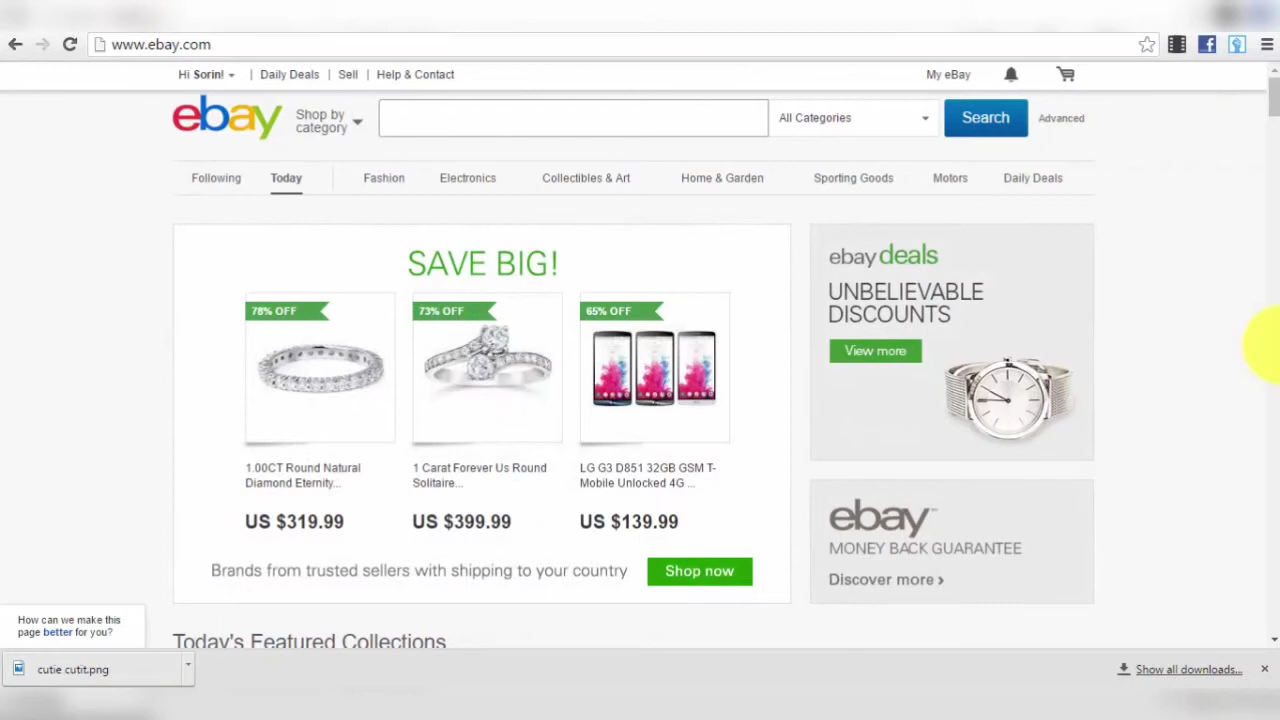 www.ebay.com
Hi Sorin! Daily Deals Sell Help & Contact My eBay
ebay Shop by category All Categories Search Advanced
Following Today Fashion Electronics Collectibles & Art Home & Garden Sporting Goods Motors Daily Deals
SAVE BIG!
78% OFF
1.00CT Round Natural
Diamond Eternity...
US $319.99
73% OFF
1 Carat Forever Us Round
Solitaire...
US $399.99
65% OFF
LG G3 D851 32GB GSM T-
Mobile Unlocked 4G ...
US $139.99
Brands from trusted sellers with shipping to your country Shop now
ebay deals
UNBELIEVABLE
DISCOUNTS
View more
ebay™
MONEY BACK GUARANTEE
Discover more ›
How can we make this
page better for you?
Today's Featured Collections
cutie cutit.png Show all downloads...